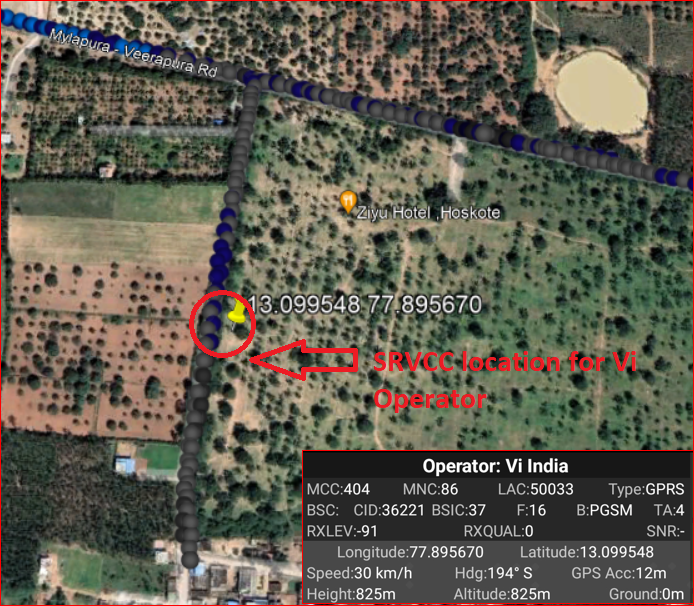 Mylapura - Veerapura Rd
Ziyu Hotel ,Hoskote
13.099548 77.895670
SRVCC location for Vi
Operator
Operator: Vi India
MCC:404 MNC:86 LAC:50033 Type:GPRS
BSC: CID:36221 BSIC:37 F:16 B:PGSM TA:4
RXLEV:-91 RXQUAL:0 SNR:-
Longitude:77.895670 Latitude:13.099548
Speed:30 km/h Hdg:194° S GPS Acc:12m
Height:825m Altitude:825m Ground:0m